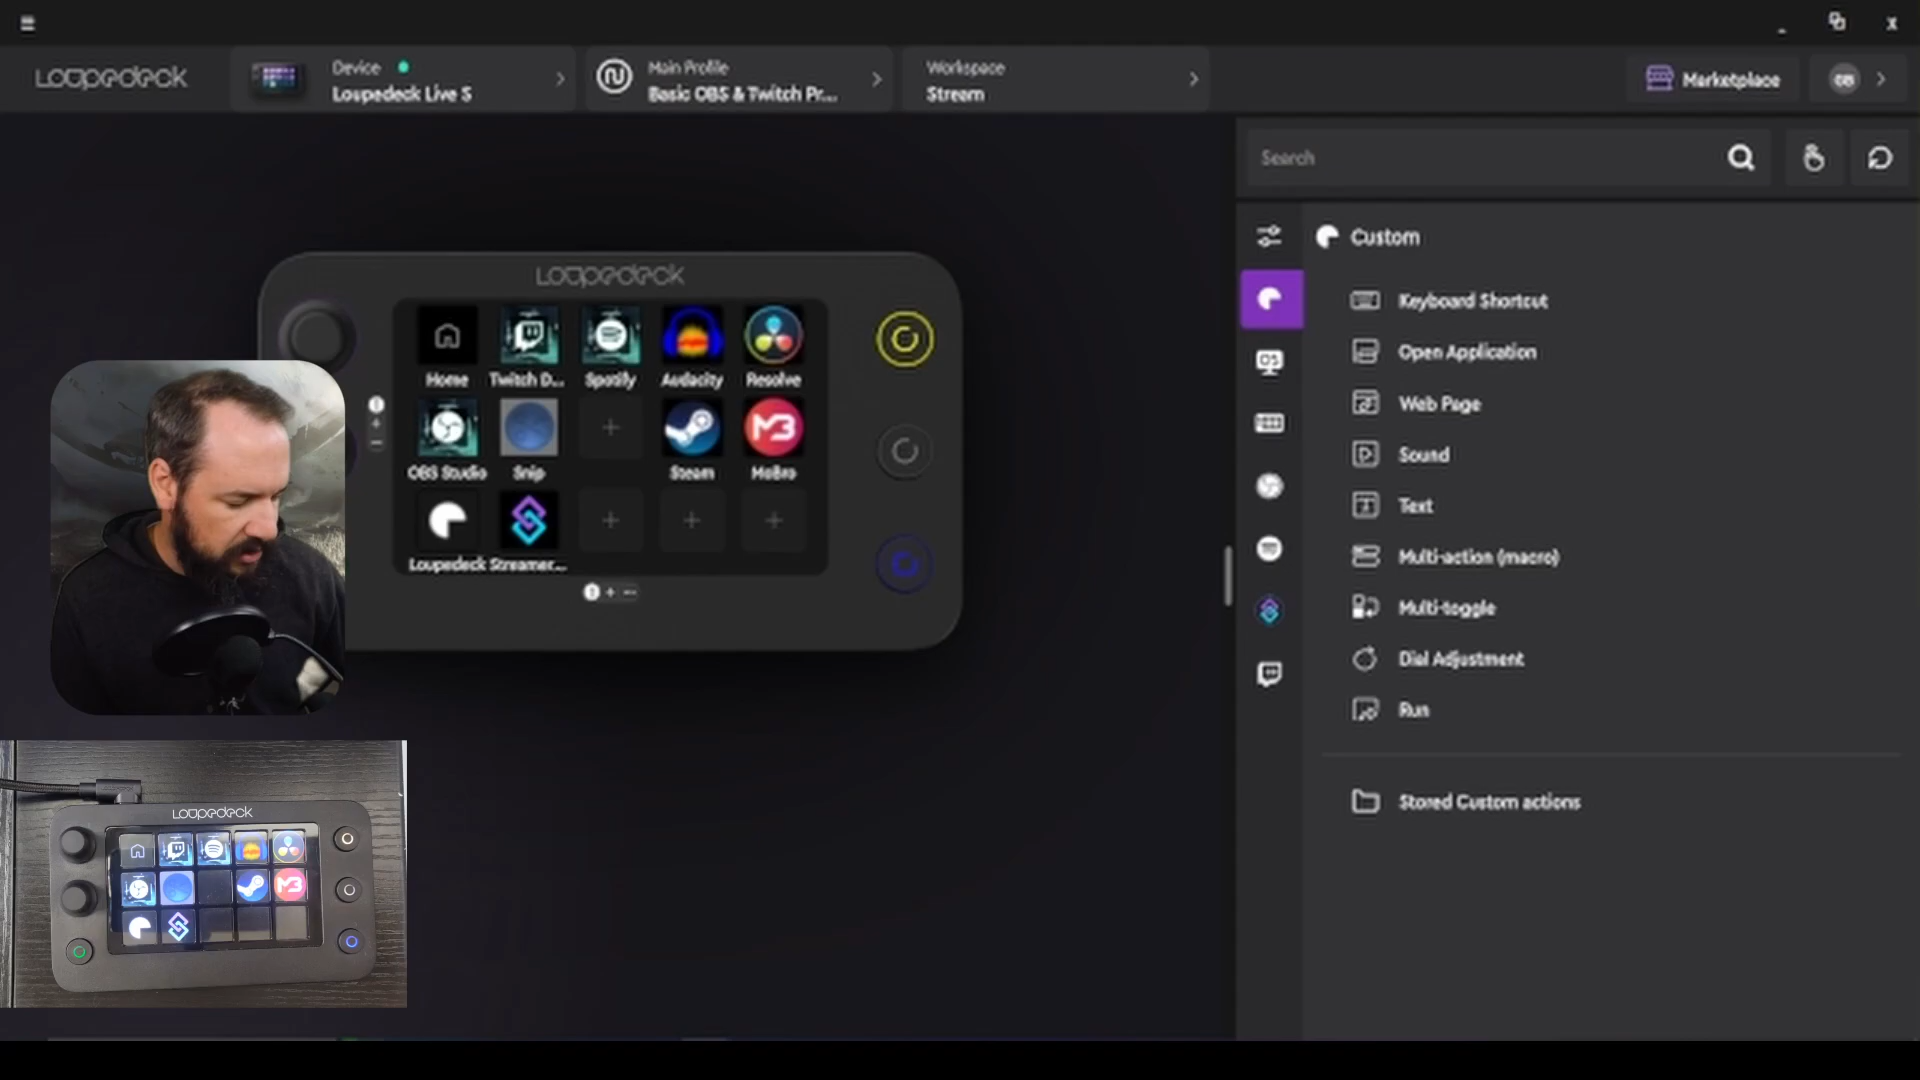 Loupedeck
Device
Loupedeck Live S
Main Profile
Basic OBS & Twitch Pr...
Workspace
Stream
Marketplace
GB
Search
Custom
Keyboard Shortcut
Open Application
Web Page
Sound
Text
Multi-action (macro)
Multi-toggle
Dial Adjustment
Run
Stored Custom actions
Loupedeck
Home
Twitch D...
Spotify
Audacity
Resolve
OBS Studio
Snip
Steam
MoBro
Loupedeck
Streamer...
Loupedeck